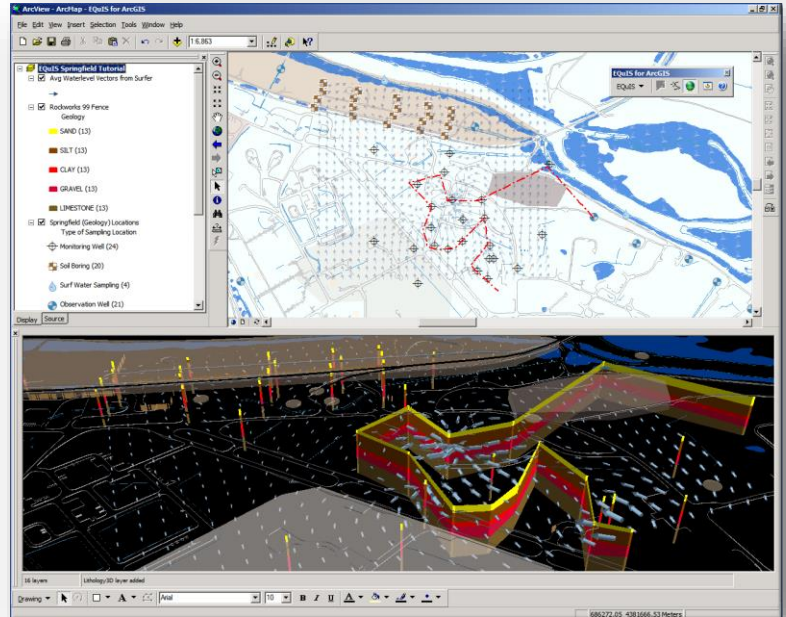 ArcView - ArcMap - EQuIS for ArcGIS
File Edit View Insert Selection Tools Window Help
1:6,863
EQuIS Springfield Tutorial
Avg Waterlevel Vectors from Surfer
Rockworks 99 Fence
Geology
SAND (13)
SILT (13)
CLAY (13)
GRAVEL (13)
LIMESTONE (13)
Springfield (Geology) Locations
Type of Sampling Location
Monitoring Well (24)
Soil Boring (20)
Surf Water Sampling (4)
Observation Well (21)
Display Source
EQuIS for ArcGIS
EQuIS
16 layers
Lithology3D layer added
Drawing
A
Arial
10
B I U
A
686272.05 4381666.53 Meters